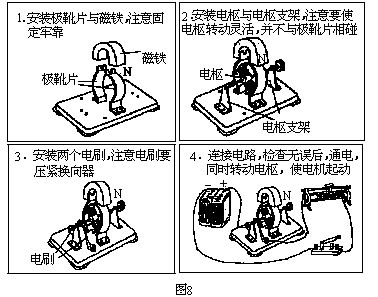 1.安装极靴片与磁铁,注意固
定牢靠
磁铁
极靴片
N
2.安装电枢与电枢支架,注意要使
电枢转动灵活,并不与极靴片相碰
电枢
N
电枢支架
3.安装两个电刷,注意电刷要
压紧换向器
N
电刷
4.连接电路,检查无误后,通电,
同时转动电枢,使电机起动
− +
N
图8